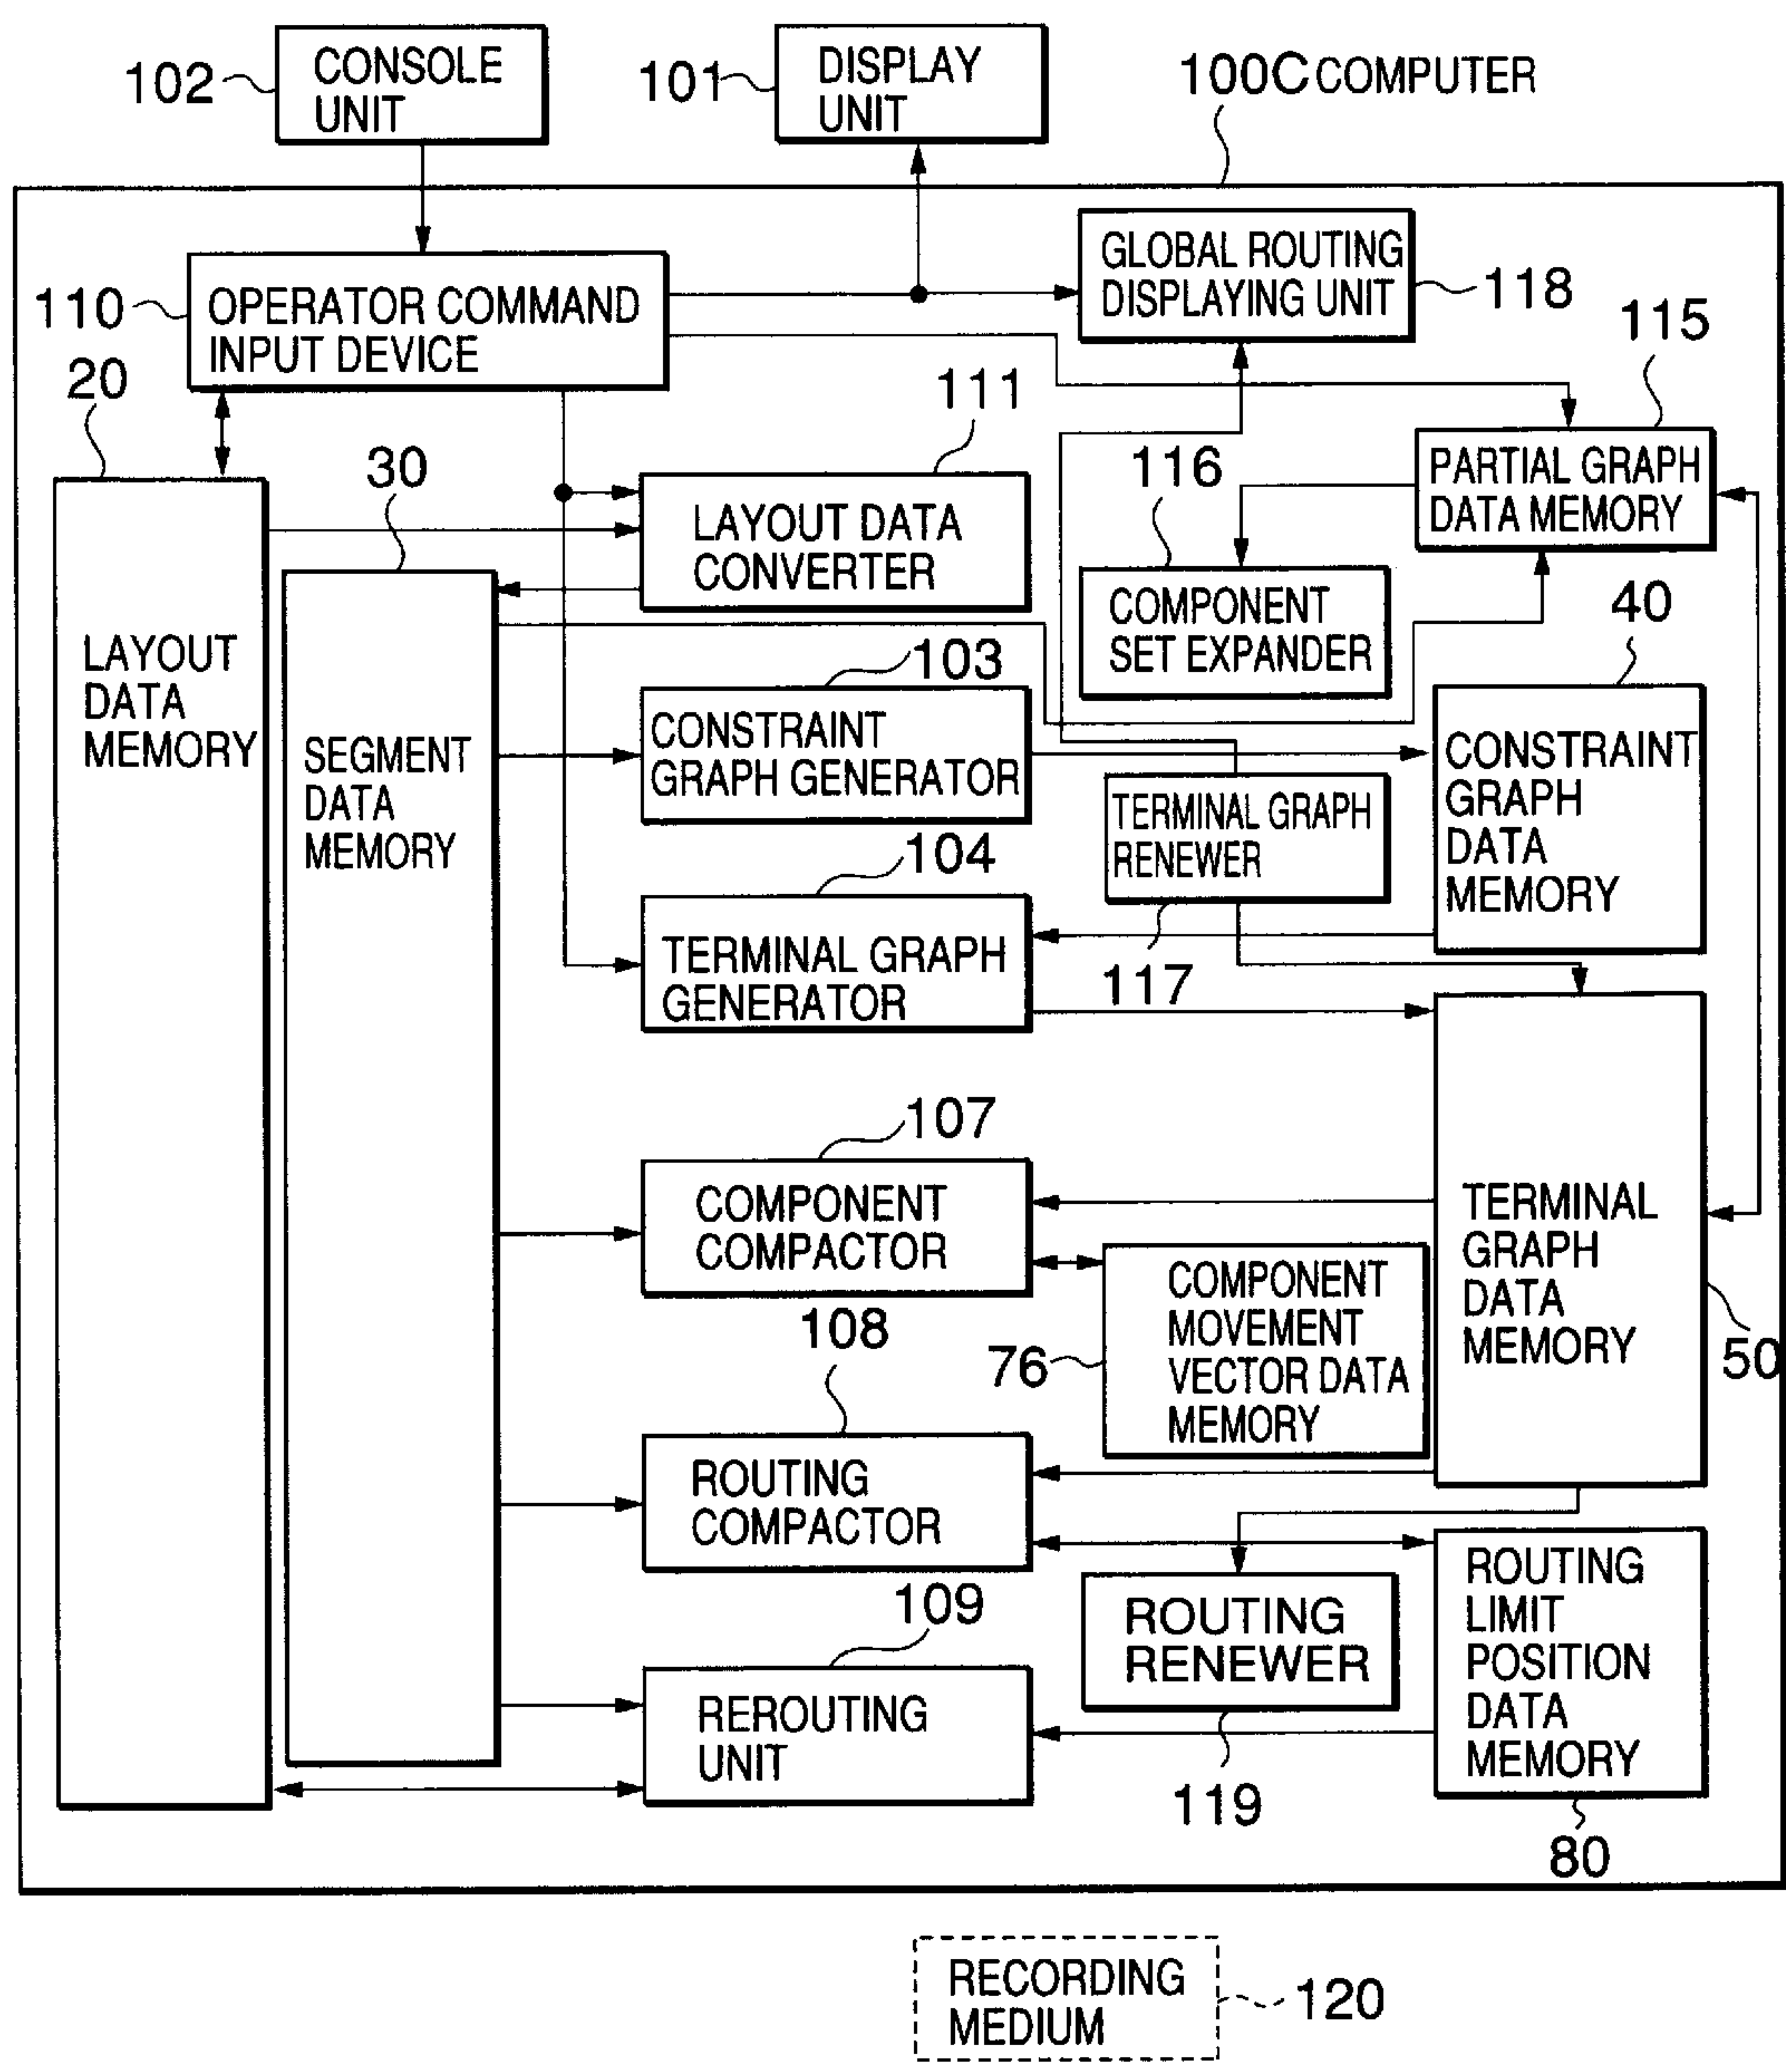 102
CONSOLE
UNIT
101
DISPLAY
UNIT
100C COMPUTER
110
OPERATOR COMMAND
INPUT DEVICE
GLOBAL ROUTING
DISPLAYING UNIT
118
115
20
111
30
116
PARTIAL GRAPH
DATA MEMORY
LAYOUT DATA
CONVERTER
COMPONENT
SET EXPANDER
40
LAYOUT
DATA
MEMORY
103
SEGMENT
DATA
MEMORY
CONSTRAINT
GRAPH GENERATOR
CONSTRAINT
GRAPH
DATA
MEMORY
TERMINAL GRAPH
RENEWER
104
117
TERMINAL GRAPH
GENERATOR
107
COMPONENT
COMPACTOR
TERMINAL
GRAPH
DATA
MEMORY
50
COMPONENT
MOVEMENT
VECTOR DATA
MEMORY
76
108
ROUTING
COMPACTOR
109
ROUTING
RENEWER
119
ROUTING
LIMIT
POSITION
DATA
MEMORY
80
REROUTING
UNIT
RECORDING
MEDIUM
120